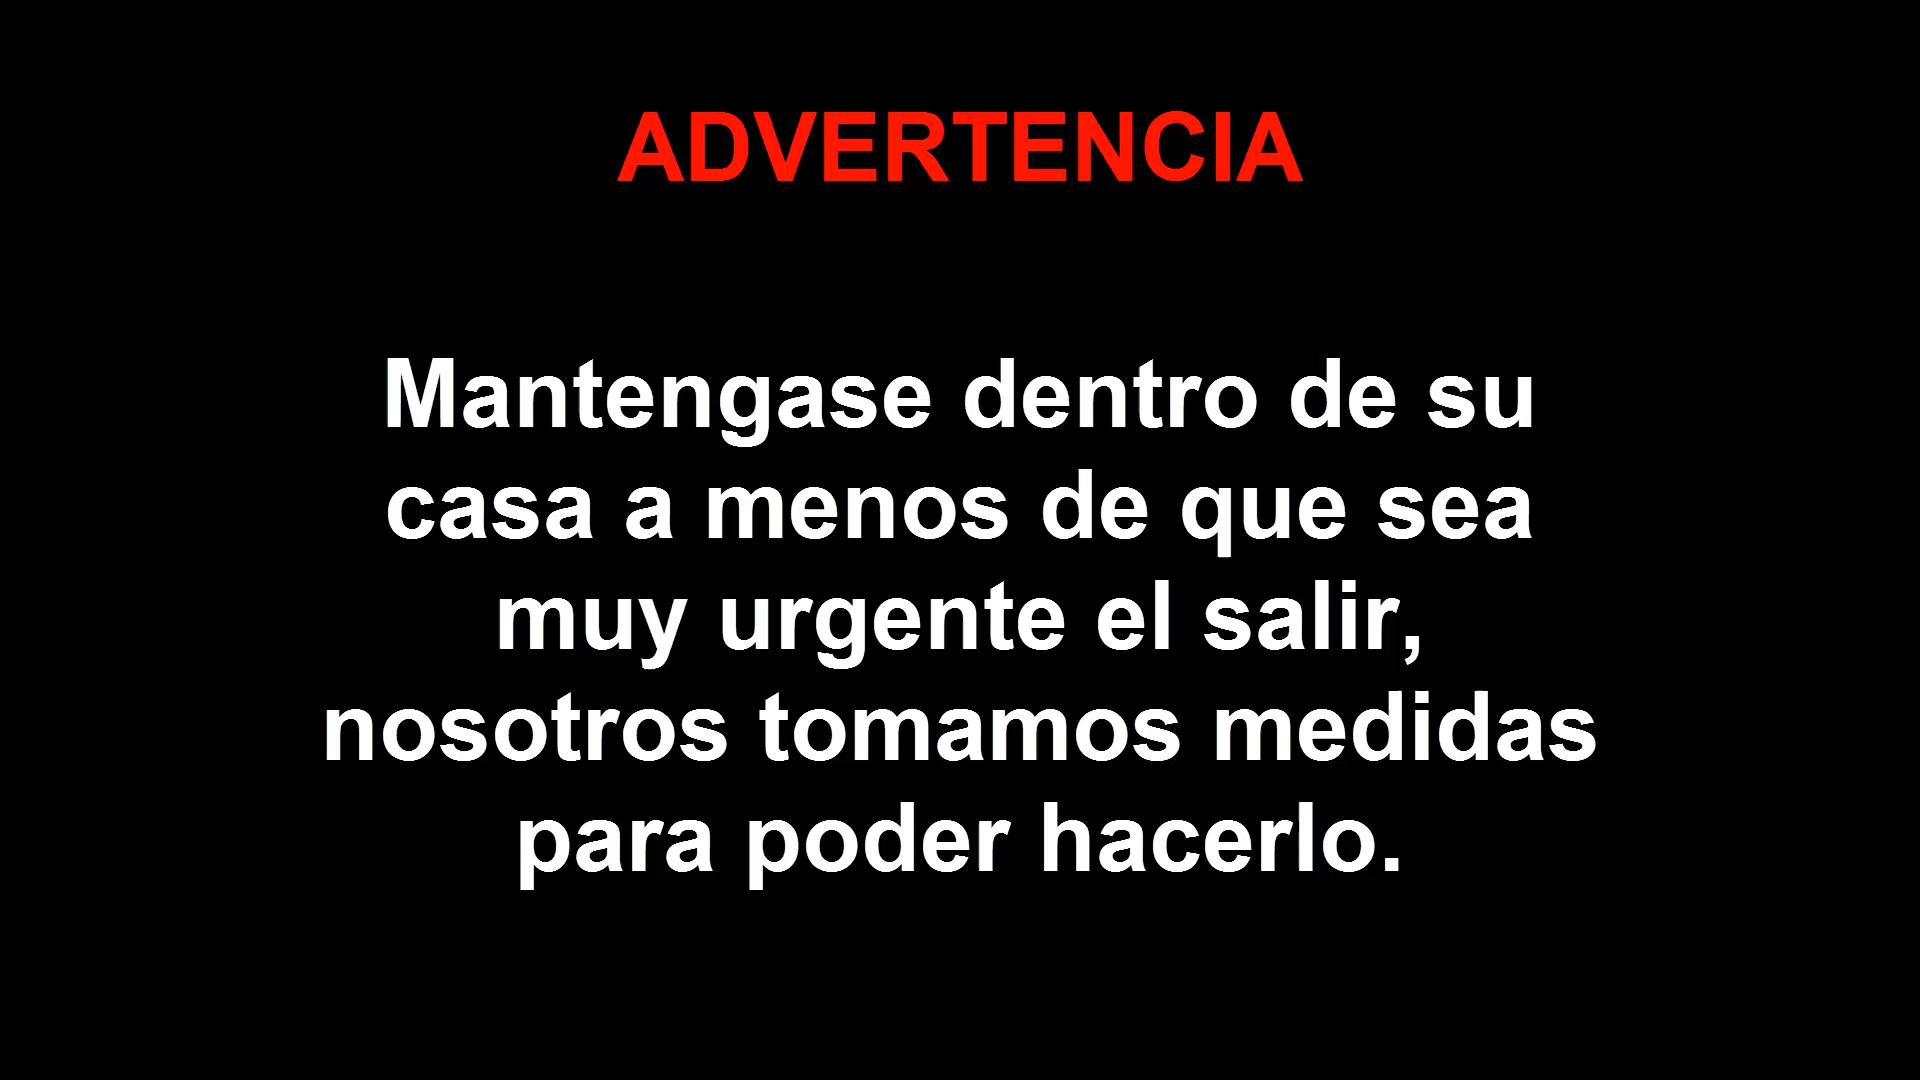 ADVERTENCIA
Mantengase dentro de su
casa a menos de que sea
muy urgente el salir,
nosotros tomamos medidas
para poder hacerlo.